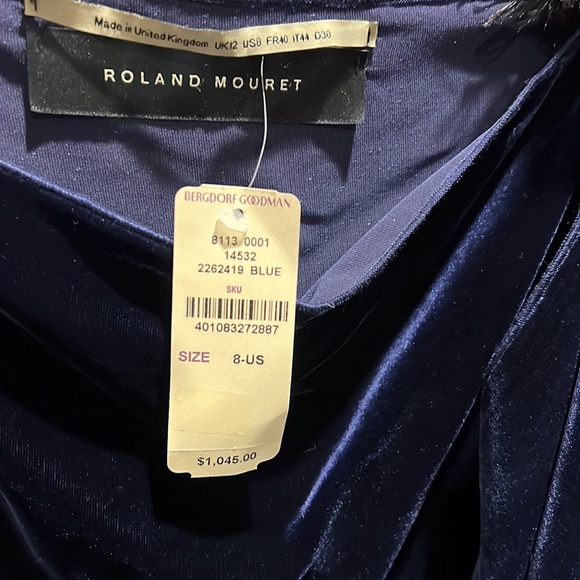 Made in United Kingdom UK12 US8 FR40 IT44 D38
ROLAND MOURET
BERGDORF GOODMAN
8113 0001
14532
2262419 BLUE
SKU
401083272887
SIZE 8-US
$1,045.00